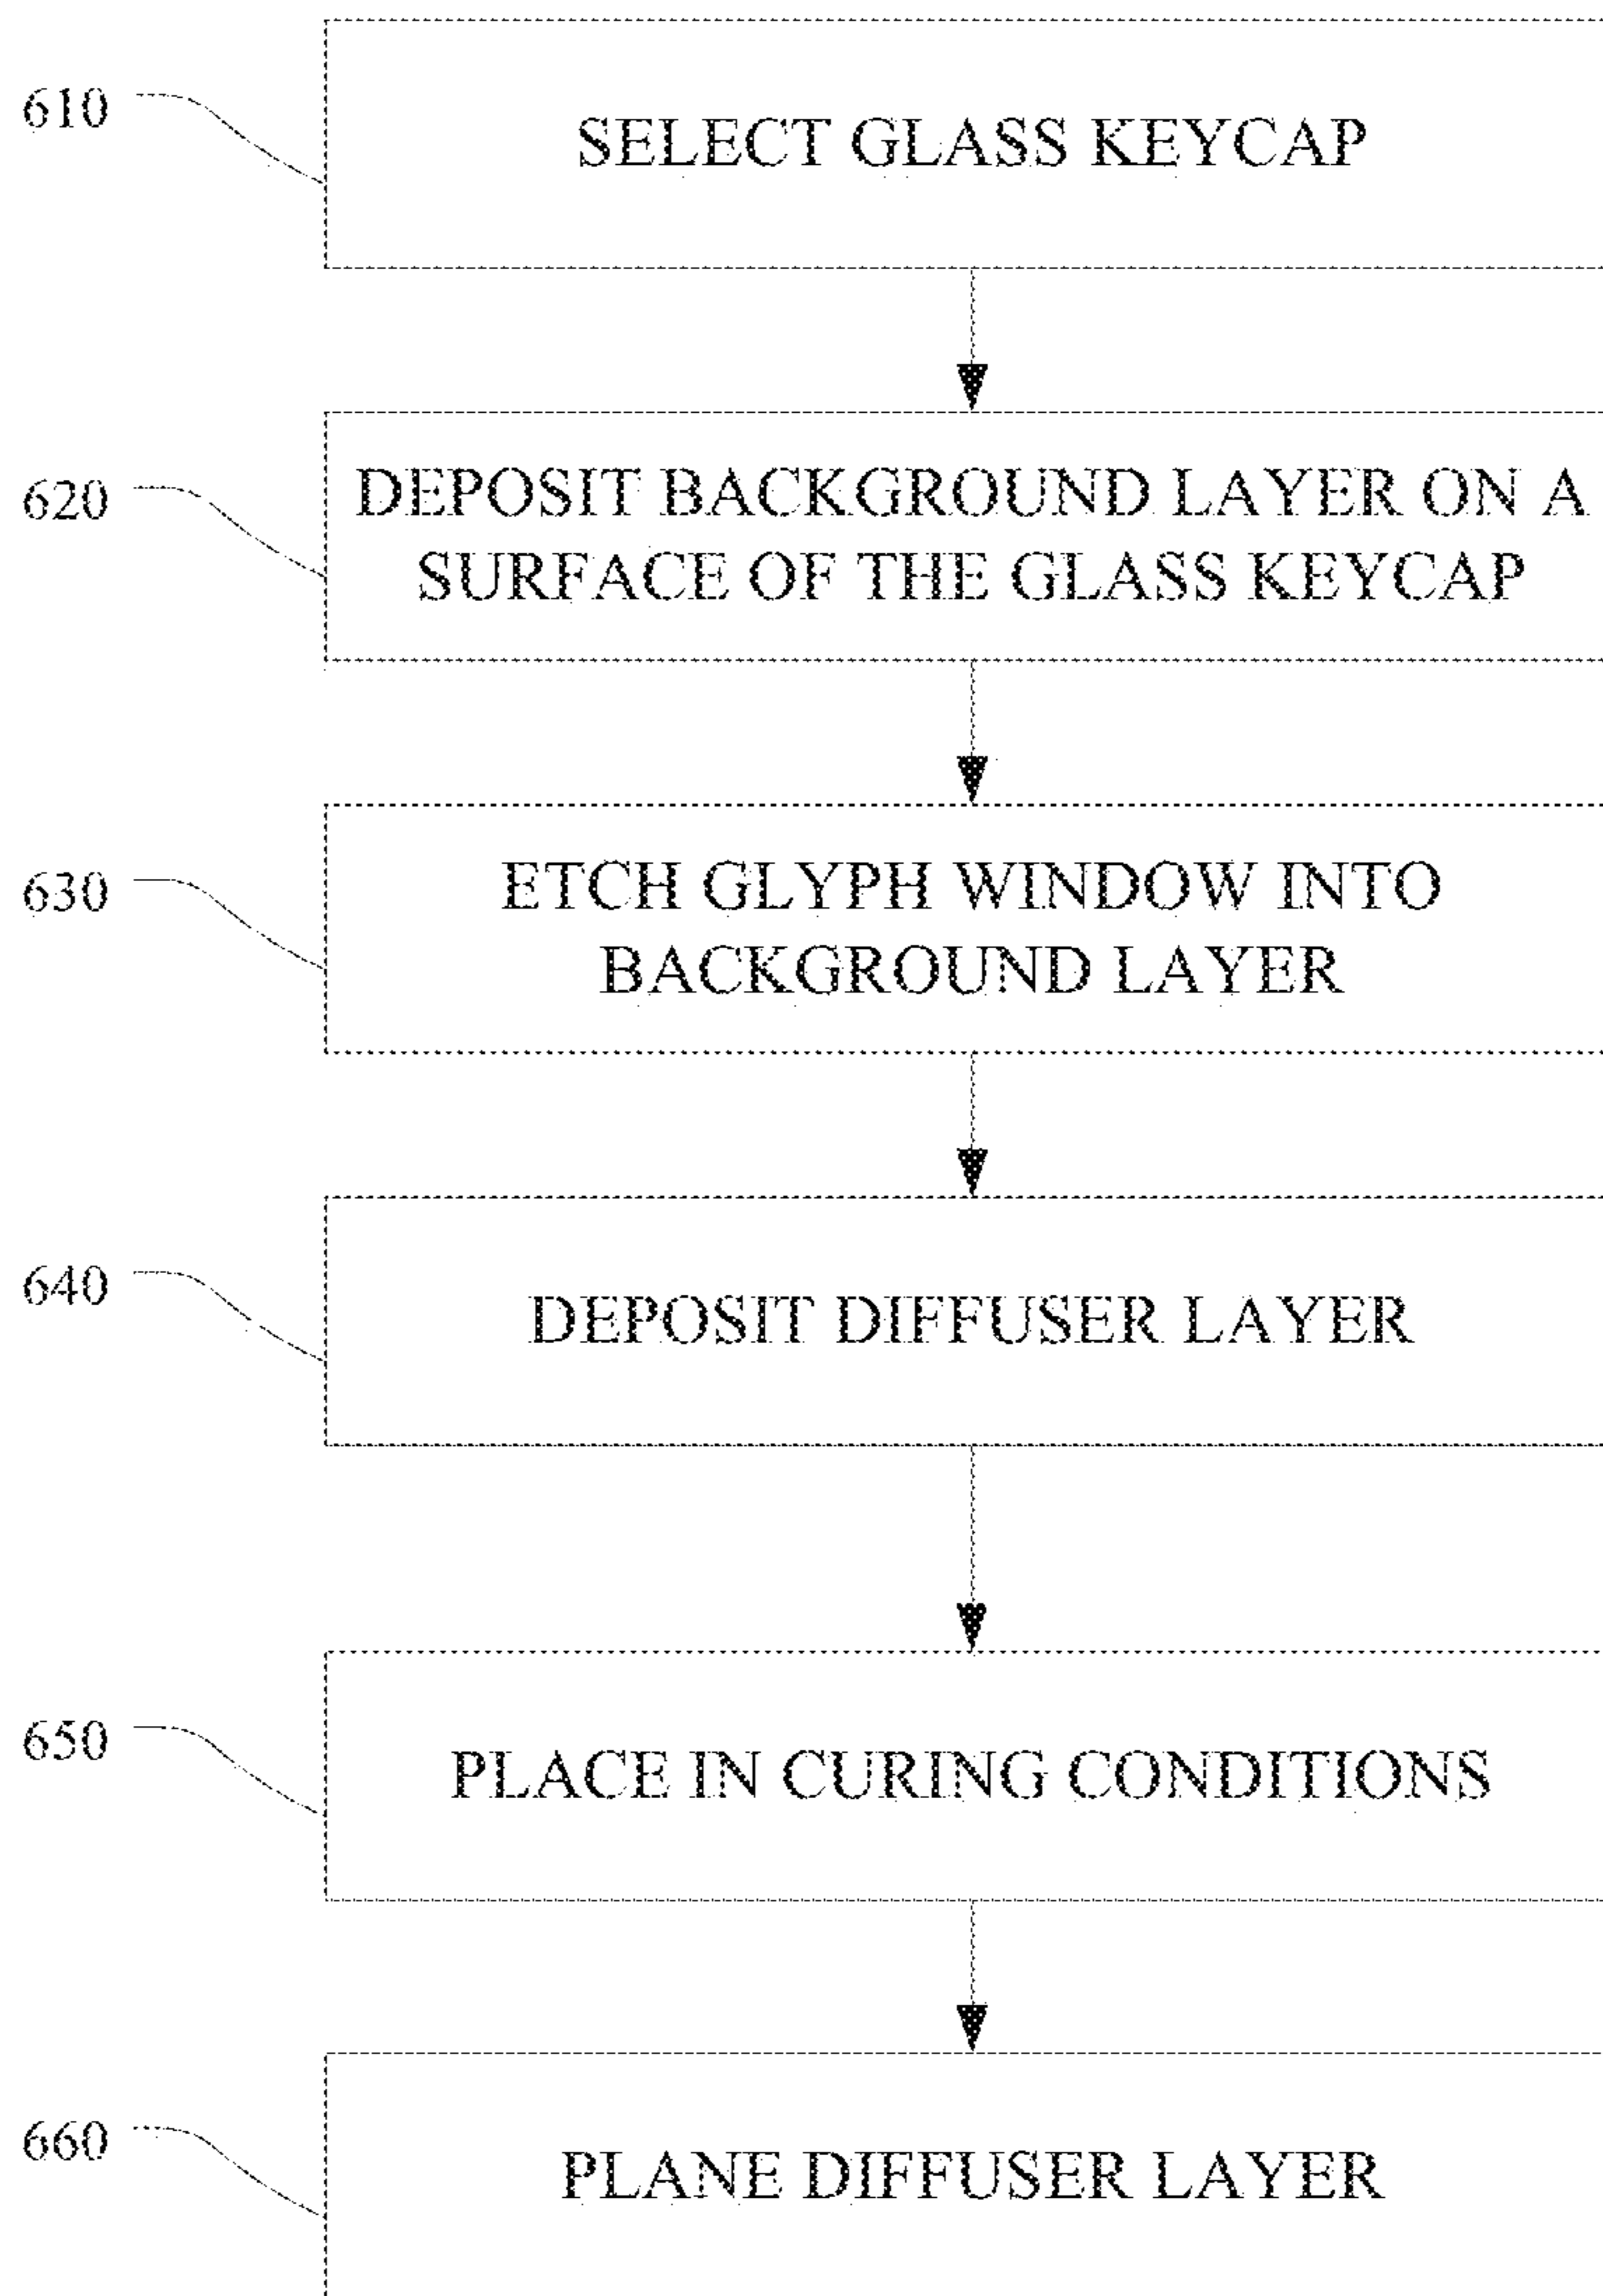 610
SELECT GLASS KEYCAP
620
DEPOSIT BACKGROUND LAYER ON A
SURFACE OF THE GLASS KEYCAP
630
ETCH GLYPH WINDOW INTO
BACKGROUND LAYER
640
DEPOSIT DIFFUSER LAYER
650
PLACE IN CURING CONDITIONS
660
PLANE DIFFUSER LAYER